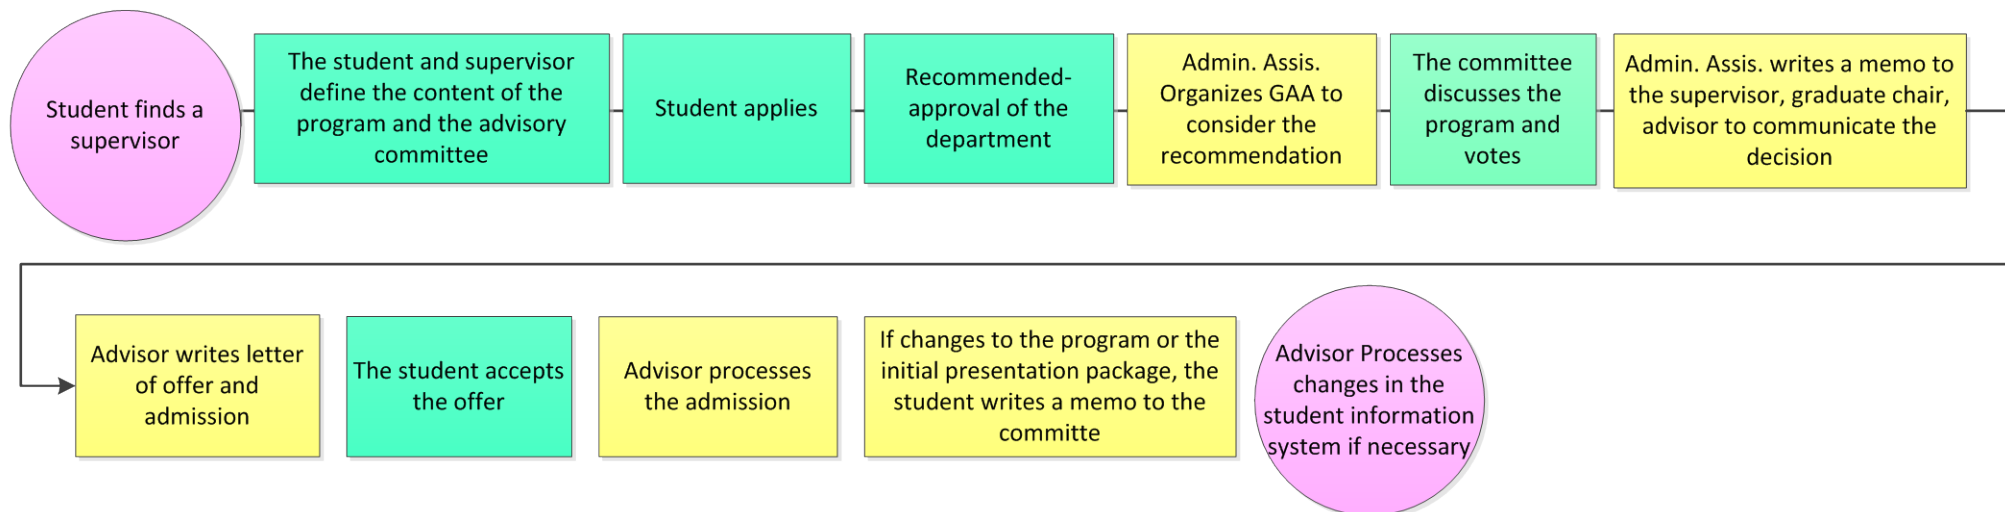 Student finds a
supervisor
The student and supervisor
define the content of the
program and the advisory
committee
Student applies
Recommended-
approval of the
department
Admin. Assis.
Organizes GAA to
consider the
recommendation
The committee
discusses the
program and
votes
Admin. Assis. writes a memo to
the supervisor, graduate chair,
advisor to communicate the
decision
Advisor writes letter
of offer and
admission
The student accepts
the offer
Advisor processes
the admission
If changes to the program or the
initial presentation package, the
student writes a memo to the
committe
Advisor Processes
changes in the
student information
system if necessary